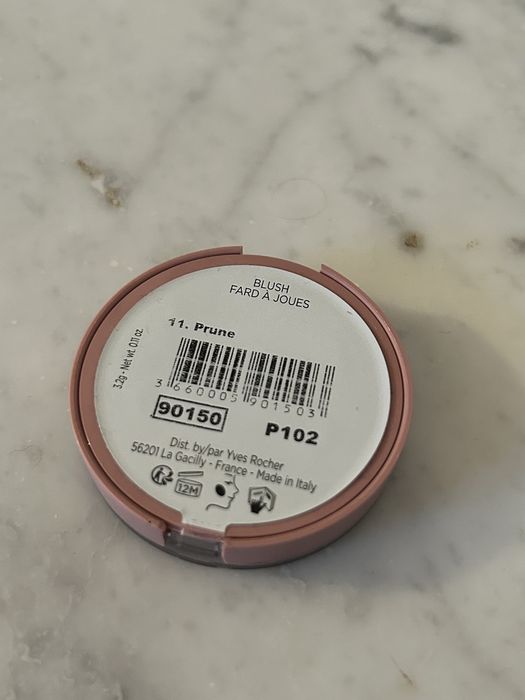 BLUSH
FARD À JOUES
11. Prune
3.2g - Net wt. 0.11 oz.
3 660005 901503
90150
P102
Dist. by/par Yves Rocher
56201 La Gacilly - France - Made in Italy
12M